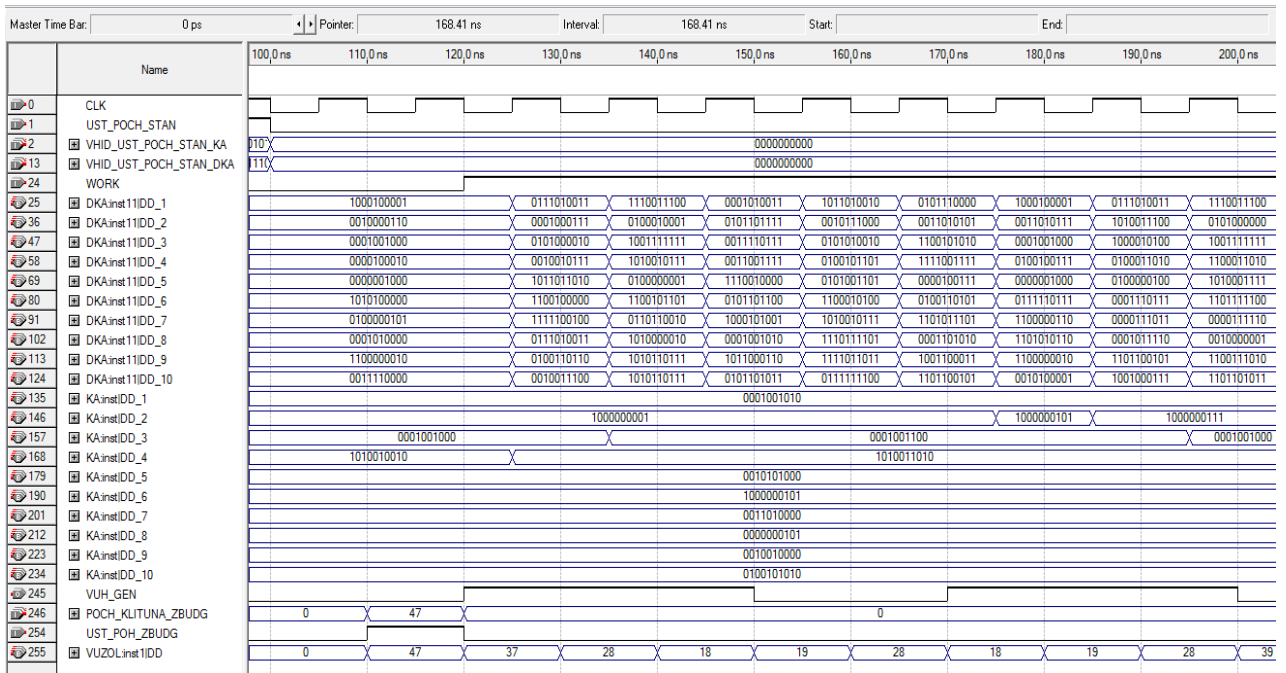 Master Time Bar: 0 ps Pointer: 168.41 ns Interval: 168.41 ns Start: End:
Name 100.0 ns 110.0 ns 120.0 ns 130.0 ns 140.0 ns 150.0 ns 160.0 ns 170.0 ns 180.0 ns 190.0 ns 200.0 ns
0 CLK
1 UST_POCH_STAN
2 VHID_UST_POCH_STAN_KA 0000000000
13 VHID_UST_POCH_STAN_DKA 0000000000
24 WORK
25 DKA:inst11|DD_1 1000100001 0111010011 1110011100 0001010011 1011010010 0101110000 1000100001 0111010011 1110011100
36 DKA:inst11|DD_2 0010000110 0001000111 0100010001 0101101111 0010111000 0011010101 0011010111 1010011100 0101000000
47 DKA:inst11|DD_3 0001001000 0101000010 1001111111 0011110111 0101010010 1100101010 0001001000 1000010100 1001111111
58 DKA:inst11|DD_4 0000100010 0010010111 1010010111 0011001111 0100101101 1111001111 0100100111 0100011010 1100011010
69 DKA:inst11|DD_5 0000001000 1011011010 0100000001 1110010000 0101001101 0000100111 0000001000 0100000100 1010001111
80 DKA:inst11|DD_6 1010100000 1100100000 1100101101 0101101100 1100010100 0100110101 0111110111 0001110111 1101111100
91 DKA:inst11|DD_7 0100000101 1111100100 0110110010 1000101001 1010010111 1101011101 1100000110 0000111011 0000111110
102 DKA:inst11|DD_8 0001010000 0111010011 1010000010 0001001010 1110111101 0001101010 1101010110 0001011110 0010000001
113 DKA:inst11|DD_9 1100000010 0100110110 1010110111 1011000110 1111011011 1001100011 1100000010 1101100101 1100111010
124 DKA:inst11|DD_10 0011110000 0010011100 1010110111 0101101011 0111111100 1101100101 0010100001 1001000111 1101101011
135 KA:inst|DD_1 0001001010
146 KA:inst|DD_2 1000000001 1000000101 1000000111
157 KA:inst|DD_3 0001001000 0001001100 0001001000
168 KA:inst|DD_4 1010010010 1010011010
179 KA:inst|DD_5 0010101000
190 KA:inst|DD_6 1000000101
201 KA:inst|DD_7 0011010000
212 KA:inst|DD_8 0000000101
223 KA:inst|DD_9 0010010000
234 KA:inst|DD_10 0100101010
245 VUH_GEN
246 POCH_KLITUNA_ZBUDG 0 47 0
254 UST_POH_ZBUDG
255 VUZOL:inst1|DD 0 47 37 28 18 19 28 18 19 28 39